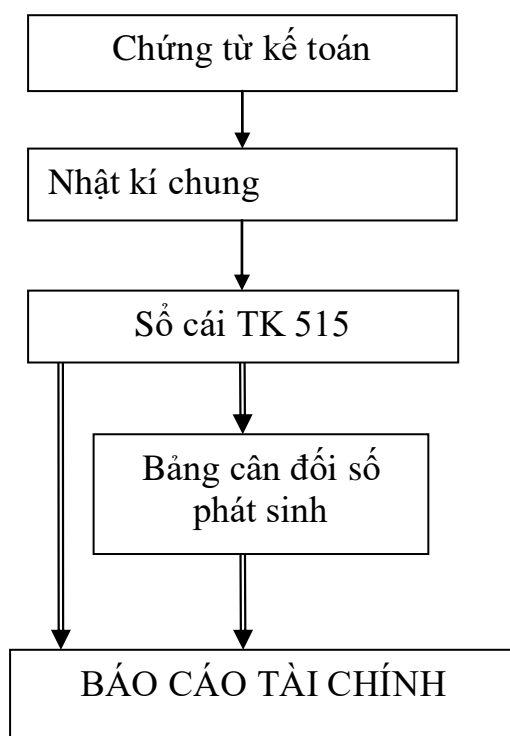 Chứng từ kế toán
Nhật kí chung
Sổ cái TK 515
Bảng cân đối số
phát sinh
BÁO CÁO TÀI CHÍNH